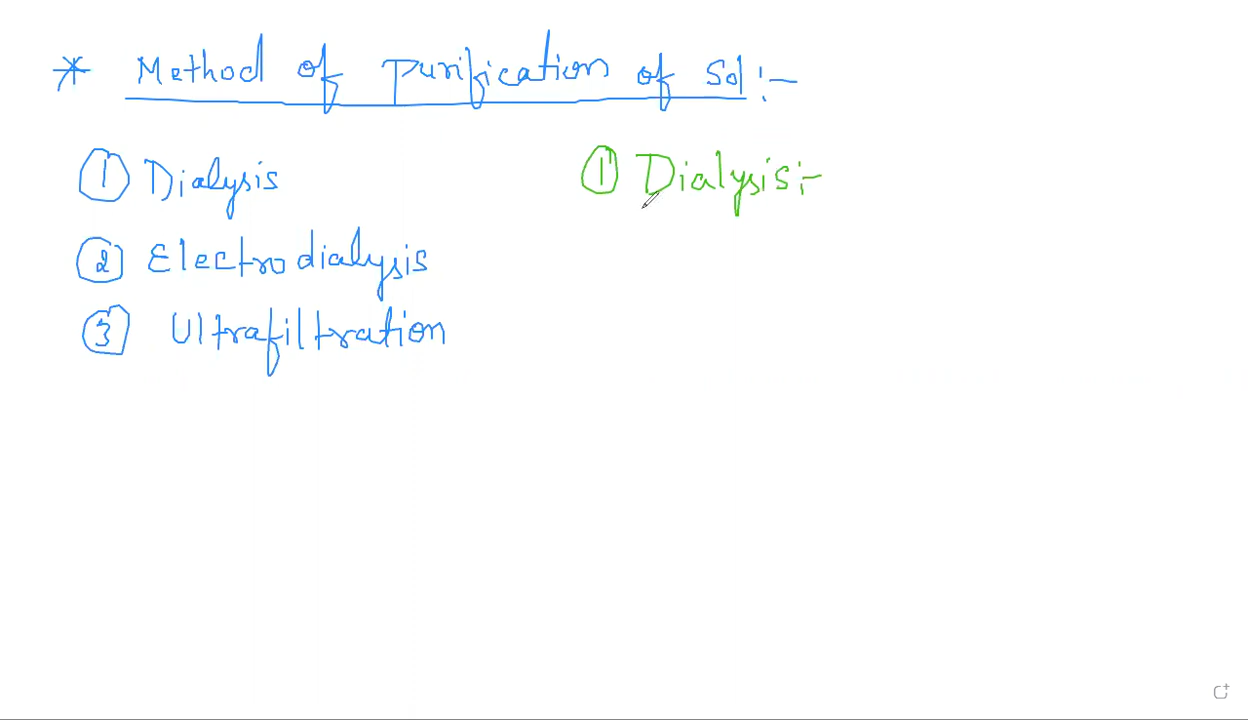 * Method of Purification of Sol :-
① Dialysis
② Electrodialysis
③ Ultrafiltration
① Dialysis :-